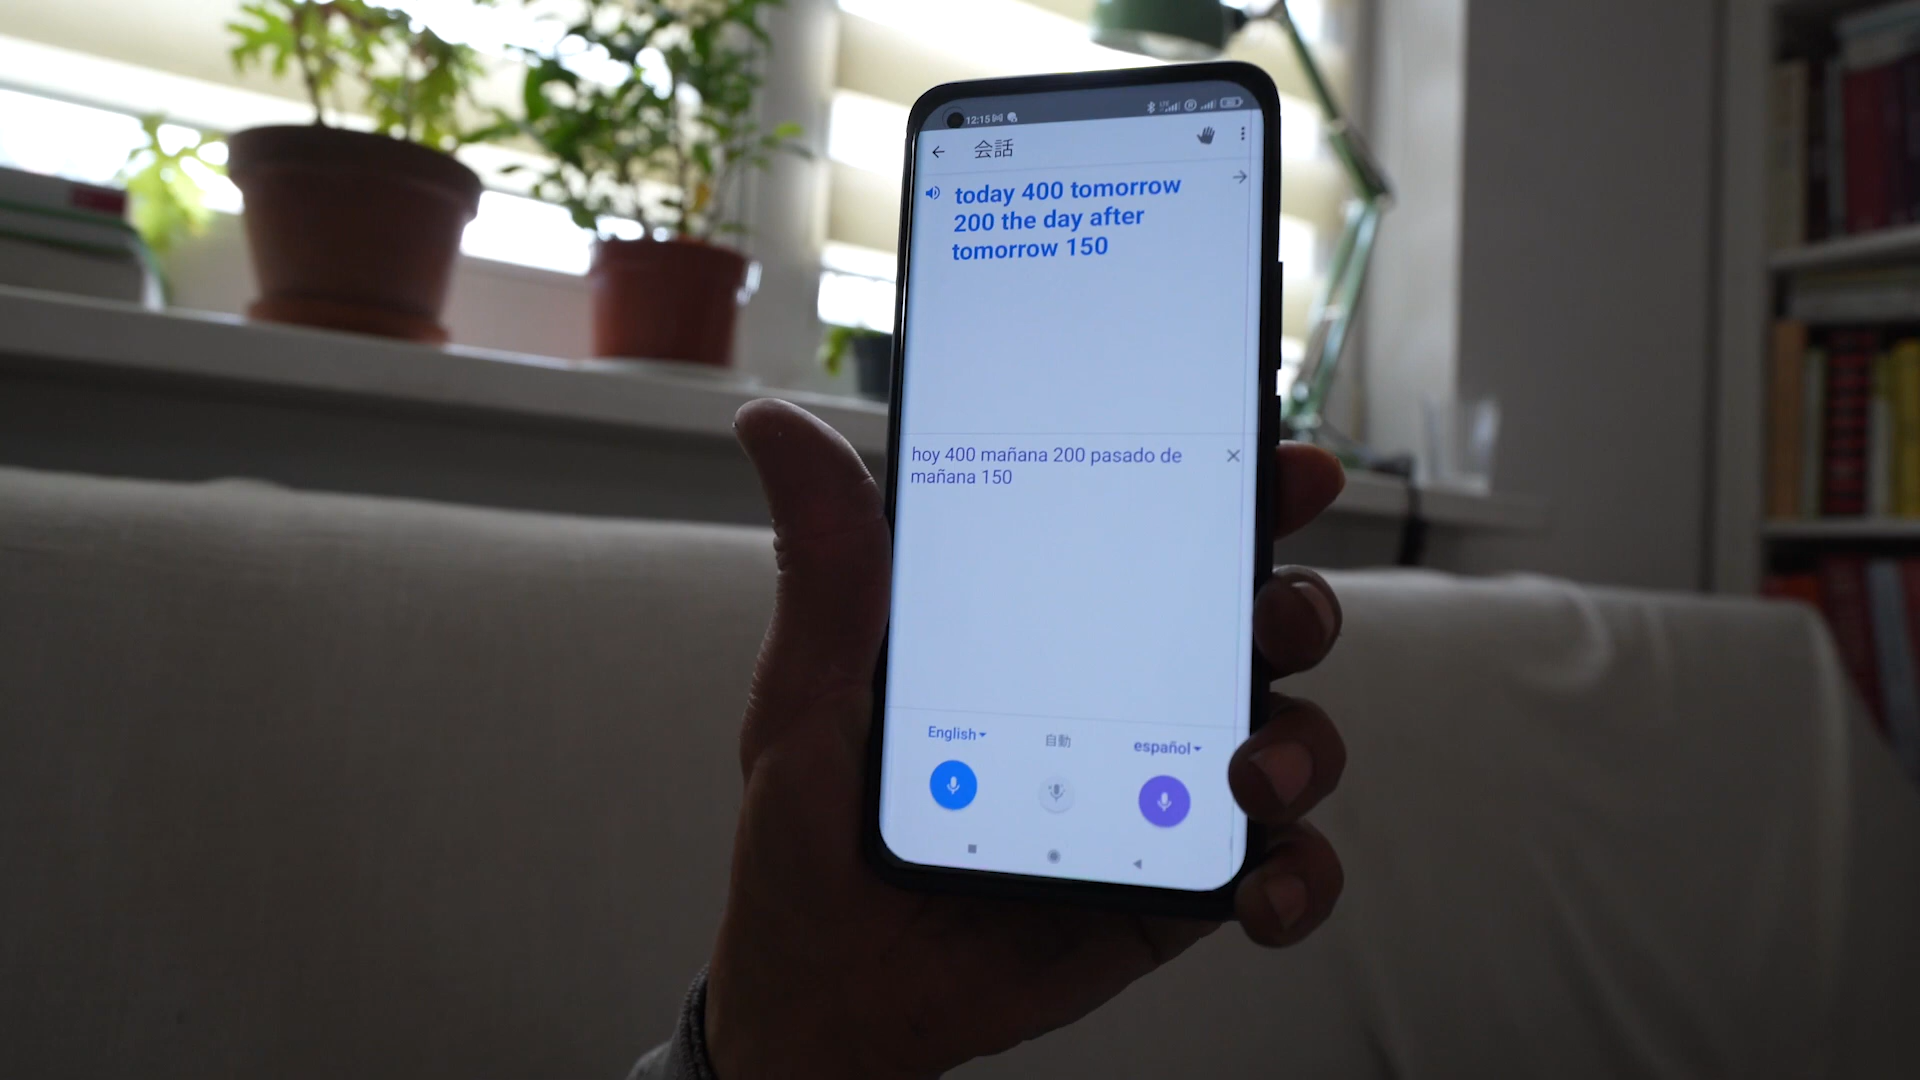 12:15
会話
today 400 tomorrow
200 the day after
tomorrow 150
hoy 400 mañana 200 pasado de
mañana 150
English
自動
español